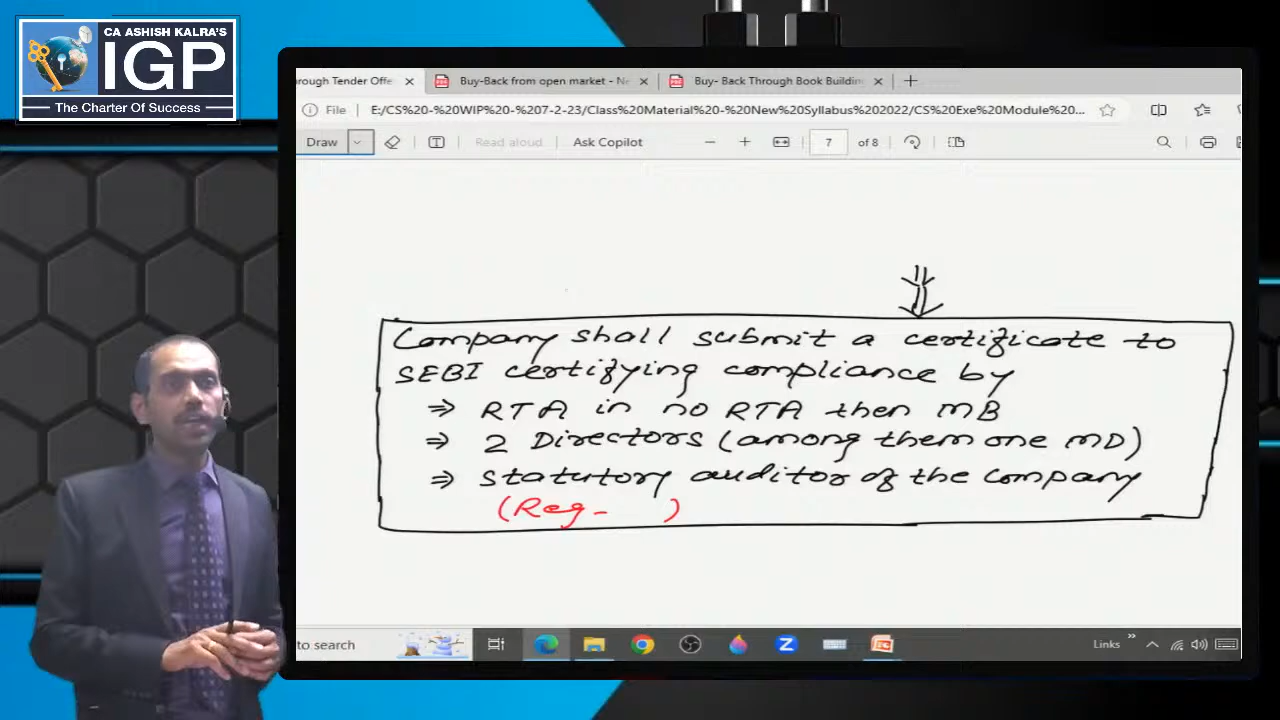 CA ASHISH KALRA'S
IGP
The Charter Of Success
hrough Tender Offe
Buy-Back from open market - Ne
Buy- Back Through Book Buildin
File
E:/CS%20-%20WIP%20-%207-2-23/Class%20Material%20-%20New%20Syllabus%202022/CS%20Exe%20Module%20...
Draw
Read aloud
Ask Copilot
7
of 8
Company shall submit a certificate to
SEBI certifying compliance by
⇒ RTA in no RTA then MB
⇒ 2 Directors (among them one MD)
⇒ Statutory auditor of the company
(Reg- )
to search
Links